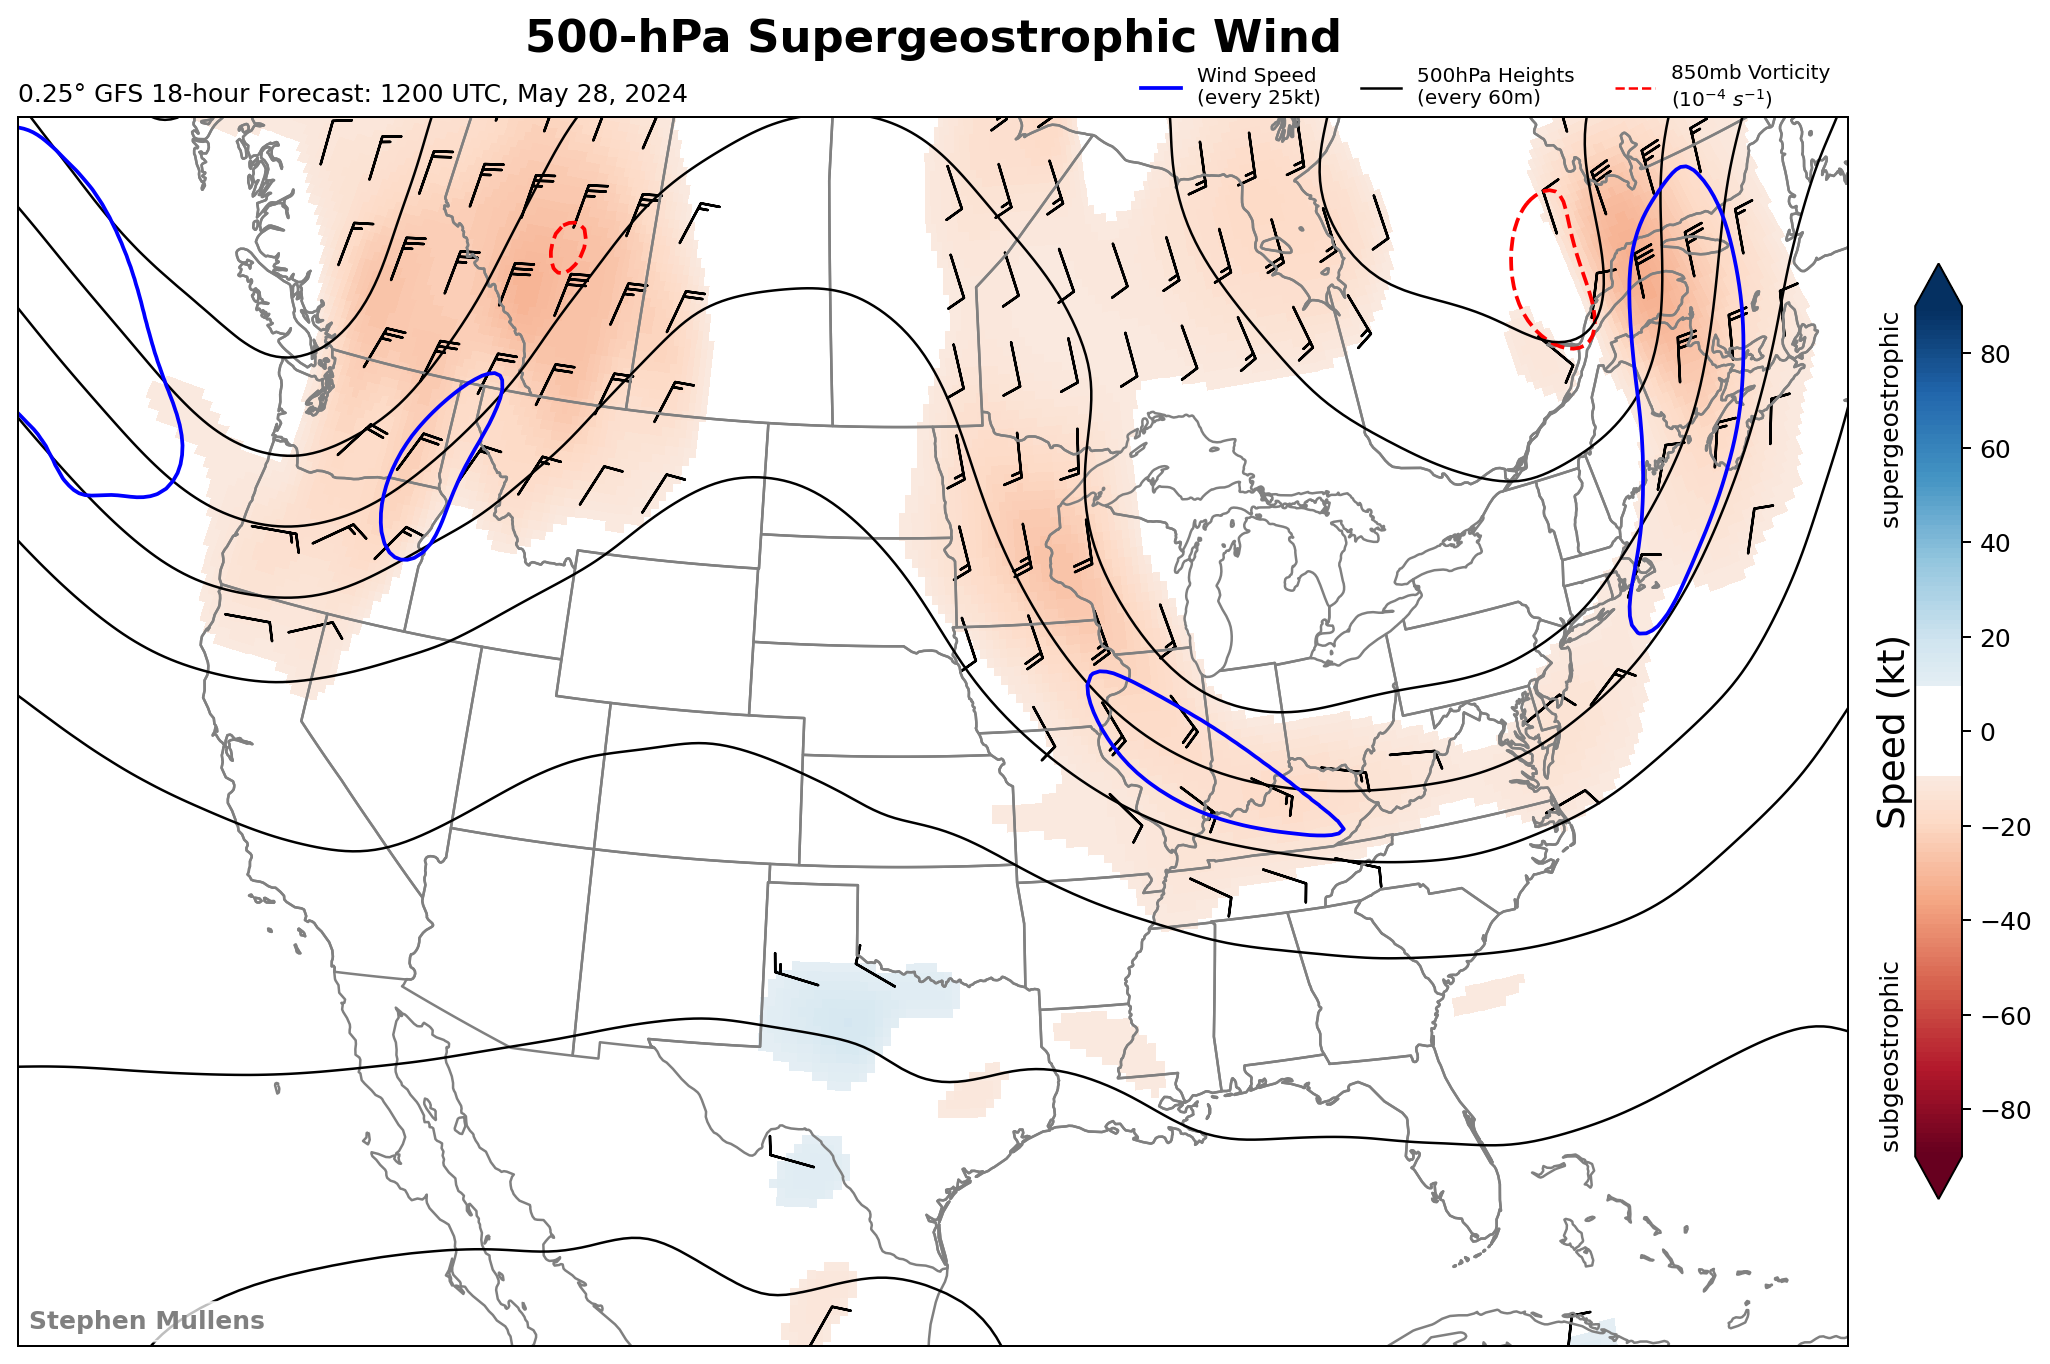 500-hPa Supergeostrophic Wind
0.25° GFS 18-hour Forecast: 1200 UTC, May 28, 2024
Wind Speed
(every 25kt)
500hPa Heights
(every 60m)
850mb Vorticity
(10⁻⁴ s⁻¹)
supergeostrophic
Speed (kt)
subgeostrophic
80
60
40
20
0
−20
−40
−60
−80
Stephen Mullens